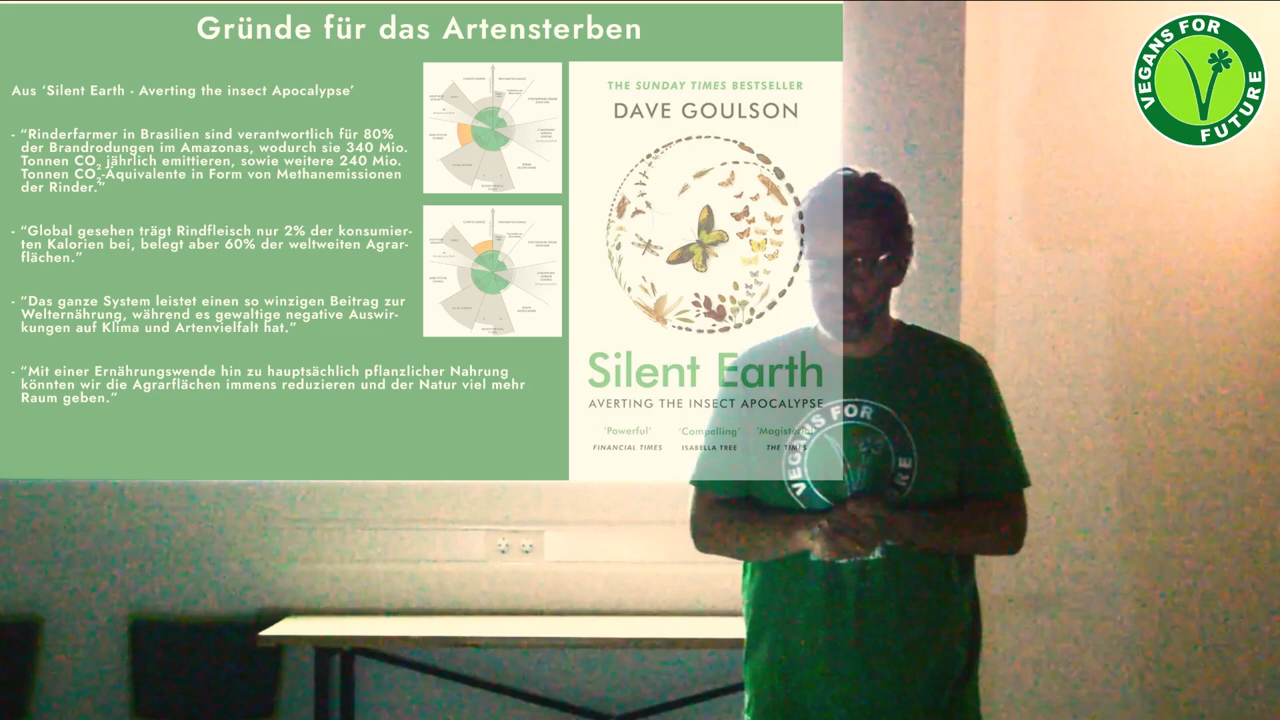 Gründe für das Artensterben
Aus ‘Silent Earth - Averting the insect Apocalypse’
- “Rinderfarmer in Brasilien sind verantwortlich für 80%
der Brandrodungen im Amazonas, wodurch sie 340 Mio.
Tonnen CO₂ jährlich emittieren, sowie weitere 240 Mio.
Tonnen CO₂-Äquivalente in Form von Methanemissionen
der Rinder.”
- “Global gesehen trägt Rindfleisch nur 2% der konsumier-
ten Kalorien bei, belegt aber 60% der weltweiten Agrar-
flächen.”
- “Das ganze System leistet einen so winzigen Beitrag zur
Welternährung, während es gewaltige negative Auswir-
kungen auf Klima und Artenvielfalt hat.”
- “Mit einer Ernährungswende hin zu hauptsächlich pflanzlicher Nahrung
könnten wir die Agrarflächen immens reduzieren und der Natur viel mehr
Raum geben.”
THE SUNDAY TIMES BESTSELLER
DAVE GOULSON
Silent Earth
AVERTING THE INSECT APOCALYPSE
‘Powerful’ ‘Compelling’ ‘Magisterial’
FINANCIAL TIMES ISABELLA TREE THE TIMES
VEGANS FOR
FUTURE
VEGANS FOR